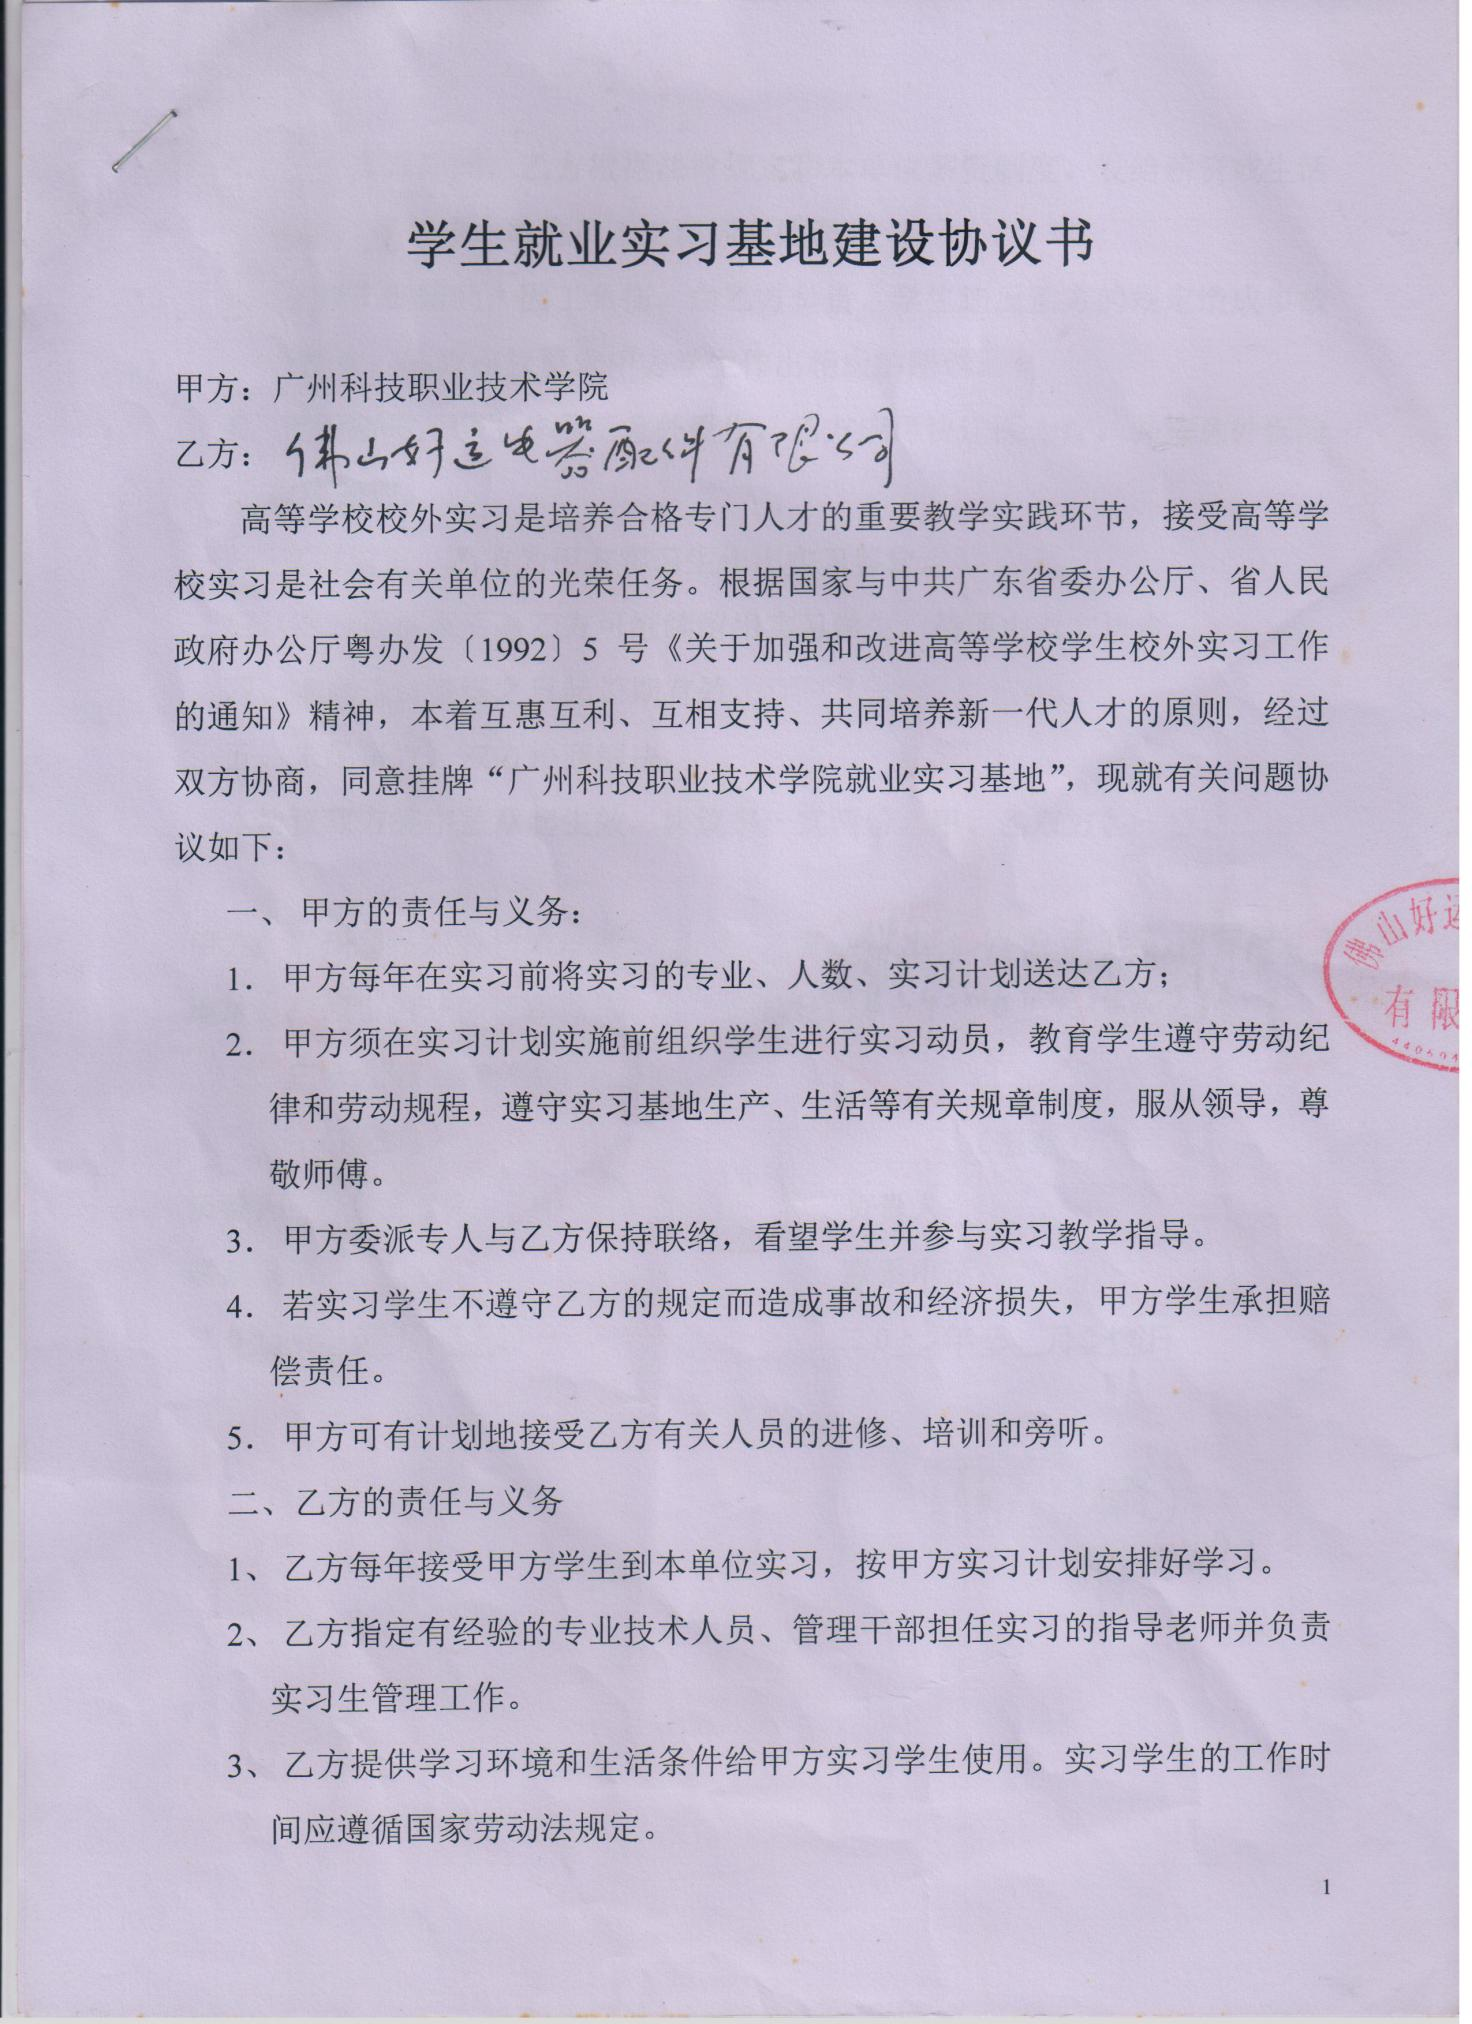 学生就业实习基地建设协议书
甲方：广州科技职业技术学院
乙方：佛山好运电器配件有限公司
高等学校校外实习是培养合格专门人才的重要教学实践环节，接受高等学
校实习是社会有关单位的光荣任务。根据国家与中共广东省委办公厅、省人民
政府办公厅粤办发〔1992〕5 号《关于加强和改进高等学校学生校外实习工作
的通知》精神，本着互惠互利、互相支持、共同培养新一代人才的原则，经过
双方协商，同意挂牌“广州科技职业技术学院就业实习基地”，现就有关问题协
议如下：
一、 甲方的责任与义务：
1． 甲方每年在实习前将实习的专业、人数、实习计划送达乙方；
2． 甲方须在实习计划实施前组织学生进行实习动员，教育学生遵守劳动纪
律和劳动规程，遵守实习基地生产、生活等有关规章制度，服从领导，尊
敬师傅。
3． 甲方委派专人与乙方保持联络，看望学生并参与实习教学指导。
4． 若实习学生不遵守乙方的规定而造成事故和经济损失，甲方学生承担赔
偿责任。
5． 甲方可有计划地接受乙方有关人员的进修、培训和旁听。
二、乙方的责任与义务
1、 乙方每年接受甲方学生到本单位实习，按甲方实习计划安排好学习。
2、 乙方指定有经验的专业技术人员、管理干部担任实习的指导老师并负责
实习生管理工作。
3、 乙方提供学习环境和生活条件给甲方实习学生使用。实习学生的工作时
间应遵循国家劳动法规定。
佛山好运
有限
1